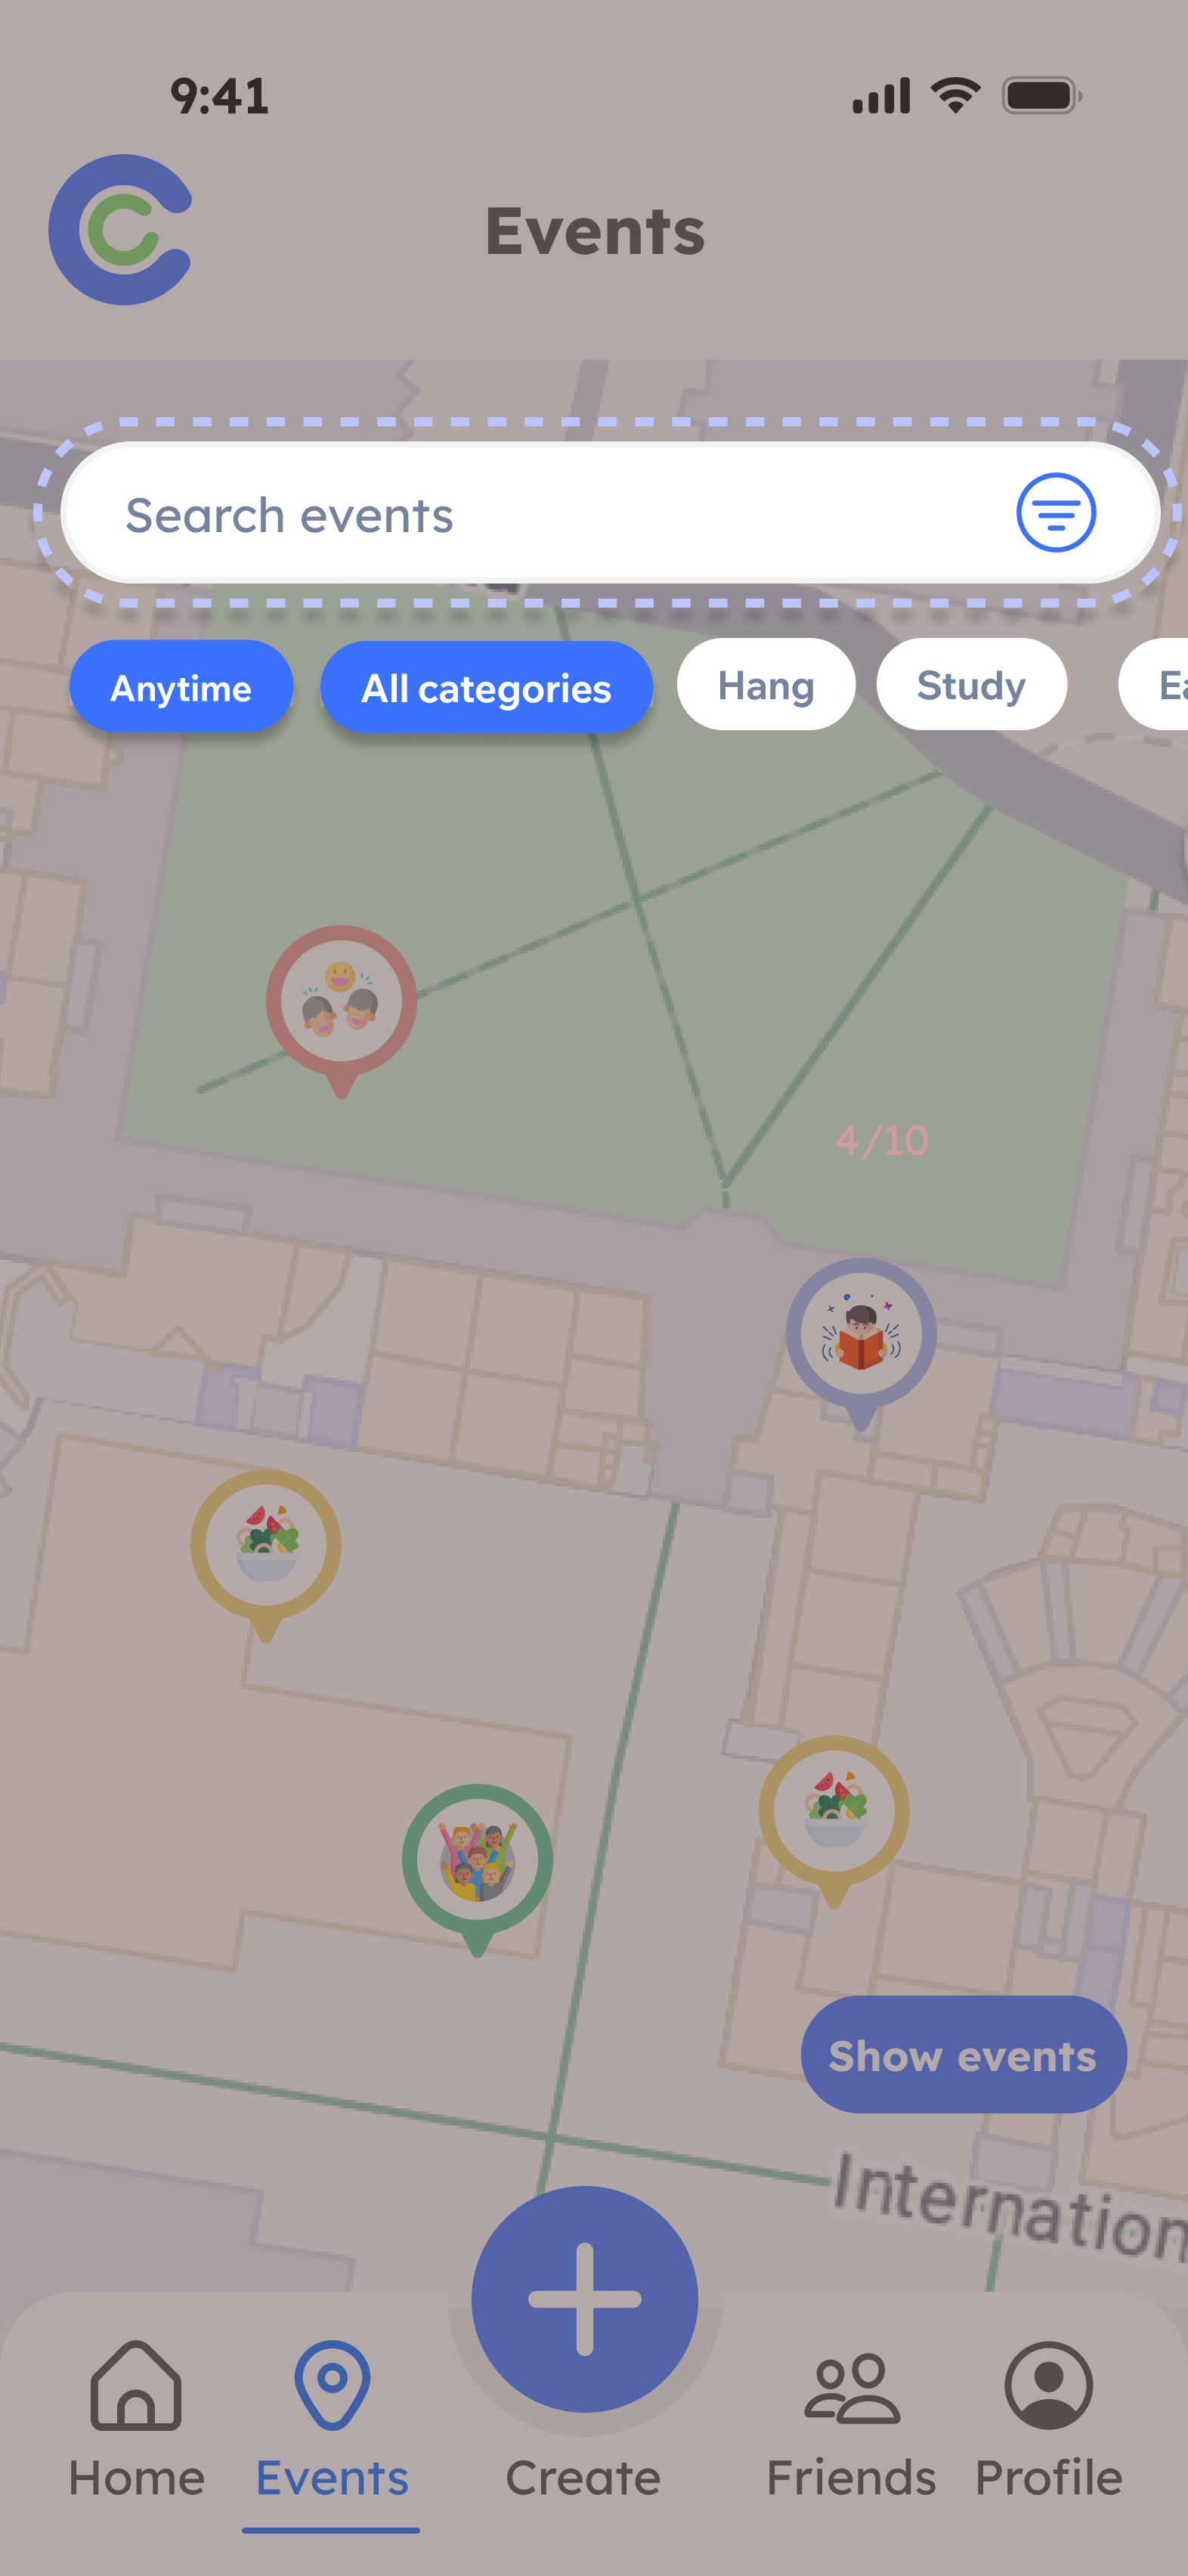 9:41
Events
Search events
Anytime
All categories
Hang
Study
Ea
4/10
Show events
Internation
Home
Events
Create
Friends
Profile